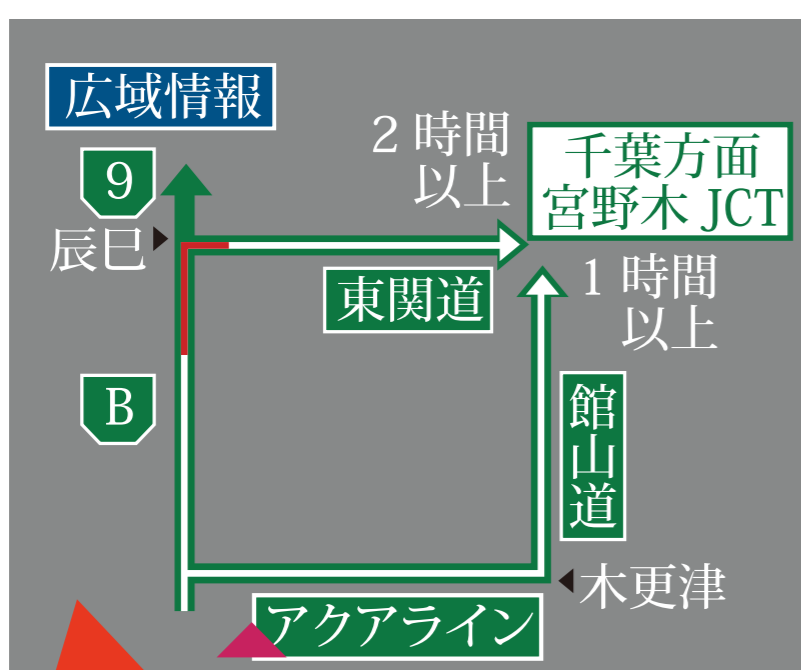 広域情報
2 時間
以上
千葉方面
宮野木 JCT
9
辰巳
東関道
1 時間
以上
B
館山道
木更津
アクアライン